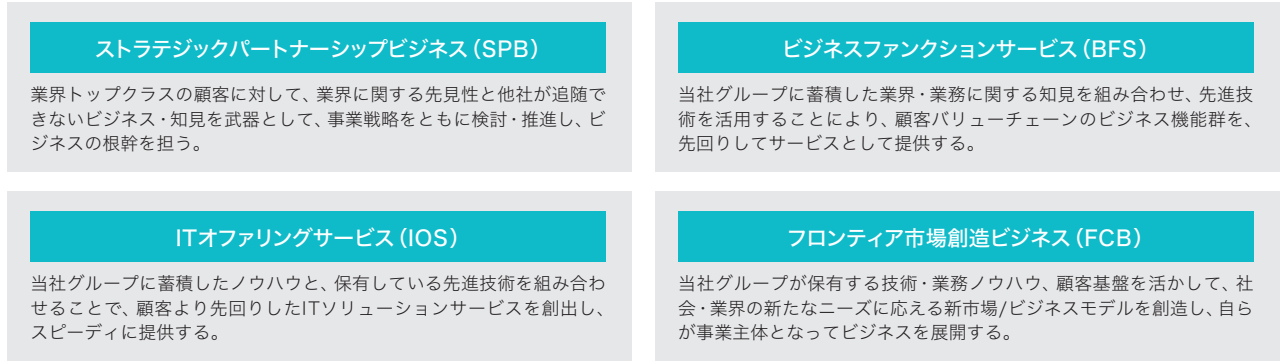 ストラテジックパートナーシップビジネス（SPB）
業界トップクラスの顧客に対して、業界に関する先見性と他社が追随で
きないビジネス・知見を武器として、事業戦略をともに検討・推進し、ビ
ジネスの根幹を担う。
ビジネスファンクションサービス（BFS）
当社グループに蓄積した業界・業務に関する知見を組み合わせ、先進技
術を活用することにより、顧客バリューチェーンのビジネス機能群を、
先回りしてサービスとして提供する。
ITオファリングサービス（IOS）
当社グループに蓄積したノウハウと、保有している先進技術を組み合わ
せることで、顧客より先回りしたITソリューションサービスを創出し、
スピーディに提供する。
フロンティア市場創造ビジネス（FCB）
当社グループが保有する技術・業務ノウハウ、顧客基盤を活かして、社
会・業界の新たなニーズに応える新市場/ビジネスモデルを創造し、自ら
が事業主体となってビジネスを展開する。